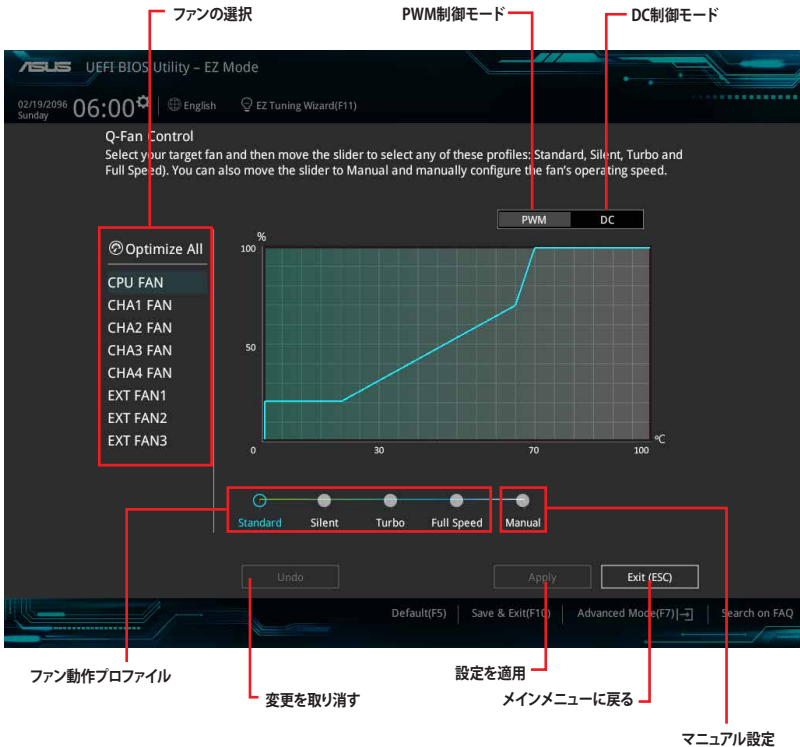 ファンの選択
PWM制御モード
DC制御モード
ASUS UEFI BIOS Utility – EZ Mode
02/19/2096
Sunday
06:00
English
EZ Tuning Wizard(F11)
Q-Fan Control
Select your target fan and then move the slider to select any of these profiles: Standard, Silent, Turbo and
Full Speed). You can also move the slider to Manual and manually configure the fan's operating speed.
PWM DC
Optimize All
CPU FAN
CHA1 FAN
CHA2 FAN
CHA3 FAN
CHA4 FAN
EXT FAN1
EXT FAN2
EXT FAN3
%
100
50
0 30 70 100
ºC
Standard Silent Turbo Full Speed Manual
Undo Apply Exit (ESC)
Default(F5) Save & Exit(F10) Advanced Mode(F7) Search on FAQ
ファン動作プロファイル
変更を取り消す
設定を適用
メインメニューに戻る
マニュアル設定